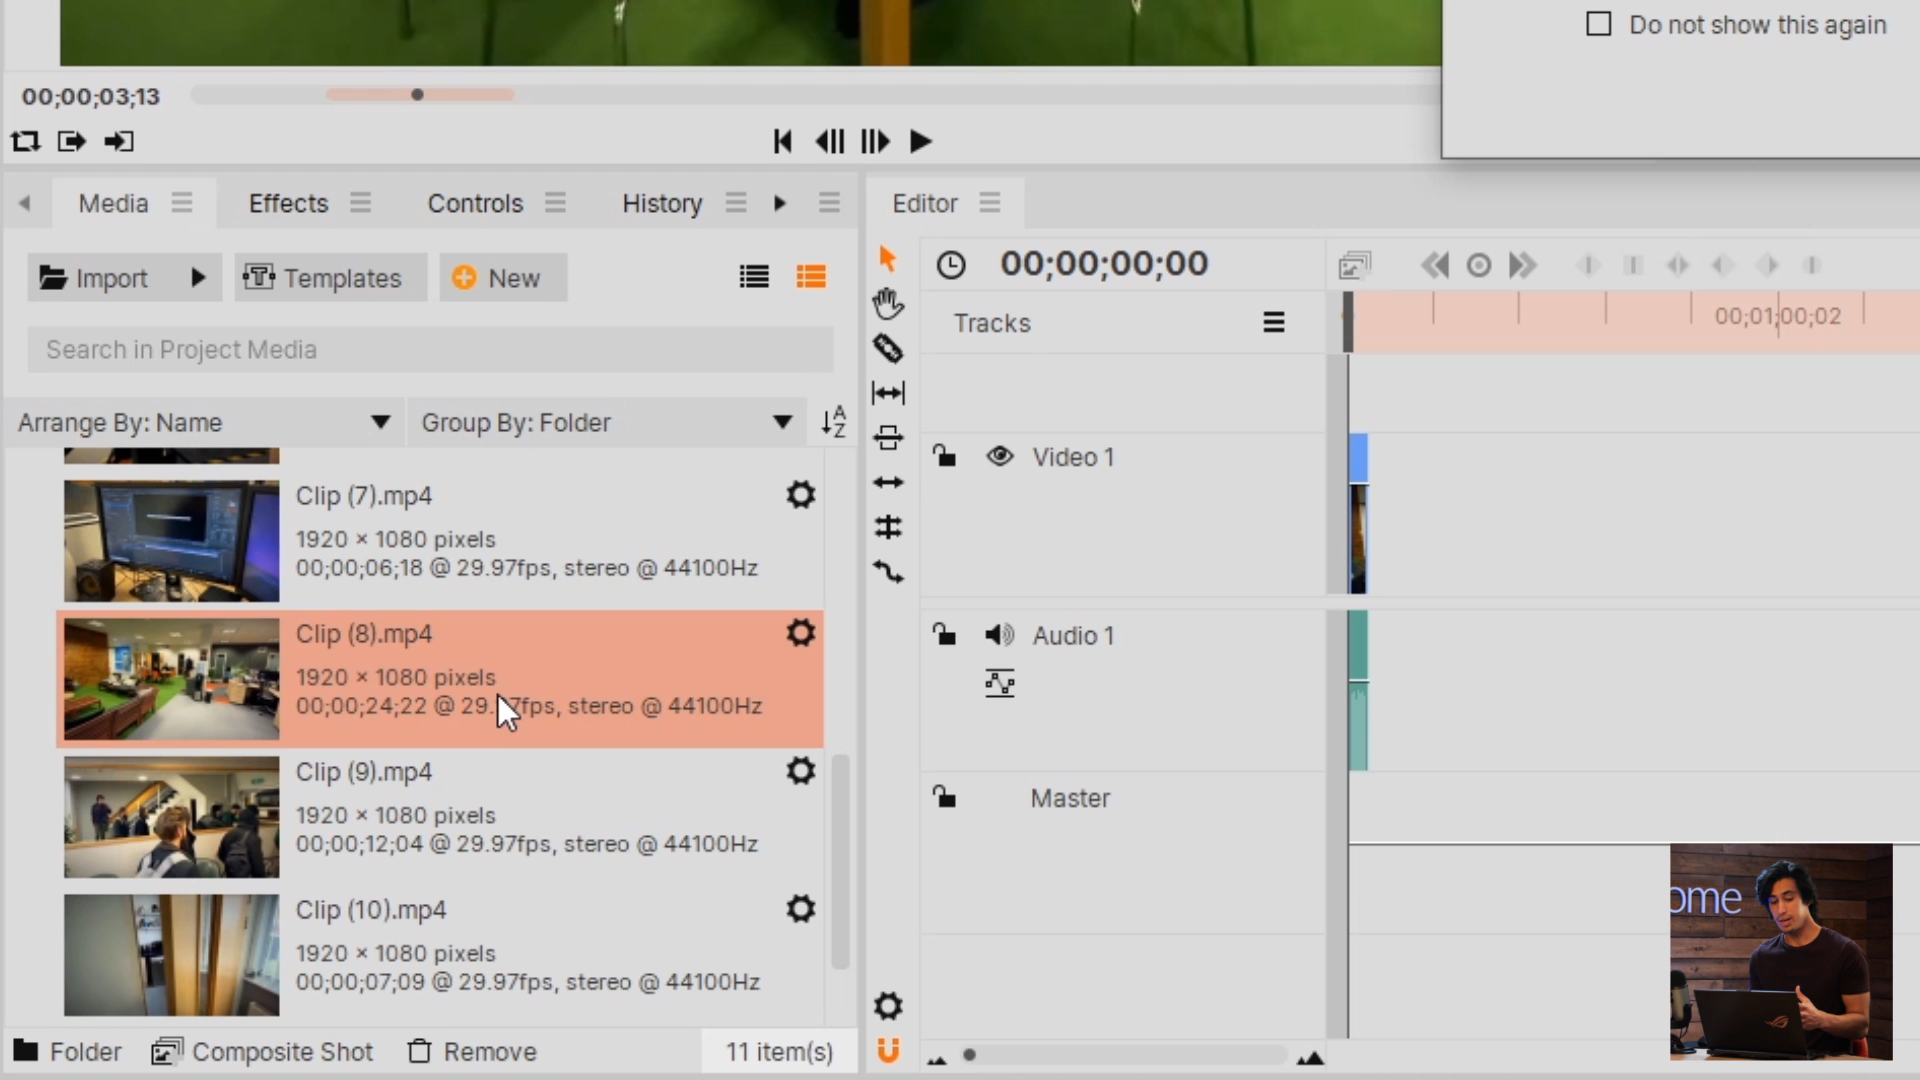 Do not show this again
00;00;03;13
Media
Effects
Controls
History
Editor
Import
Templates
New
00;00;00;00
Tracks
00;01;00;02
Search in Project Media
Arrange By: Name
Group By: Folder
A
Z
Clip (7).mp4
1920 × 1080 pixels
00;00;06;18 @ 29.97fps, stereo @ 44100Hz
Video 1
Clip (8).mp4
1920 × 1080 pixels
00;00;24;22 @ 29. 7fps, stereo @ 44100Hz
Audio 1
Clip (9).mp4
1920 × 1080 pixels
00;00;12;04 @ 29.97fps, stereo @ 44100Hz
Master
Clip (10).mp4
1920 × 1080 pixels
00;00;07;09 @ 29.97fps, stereo @ 44100Hz
ome
Folder
Composite Shot
Remove
11 item(s)